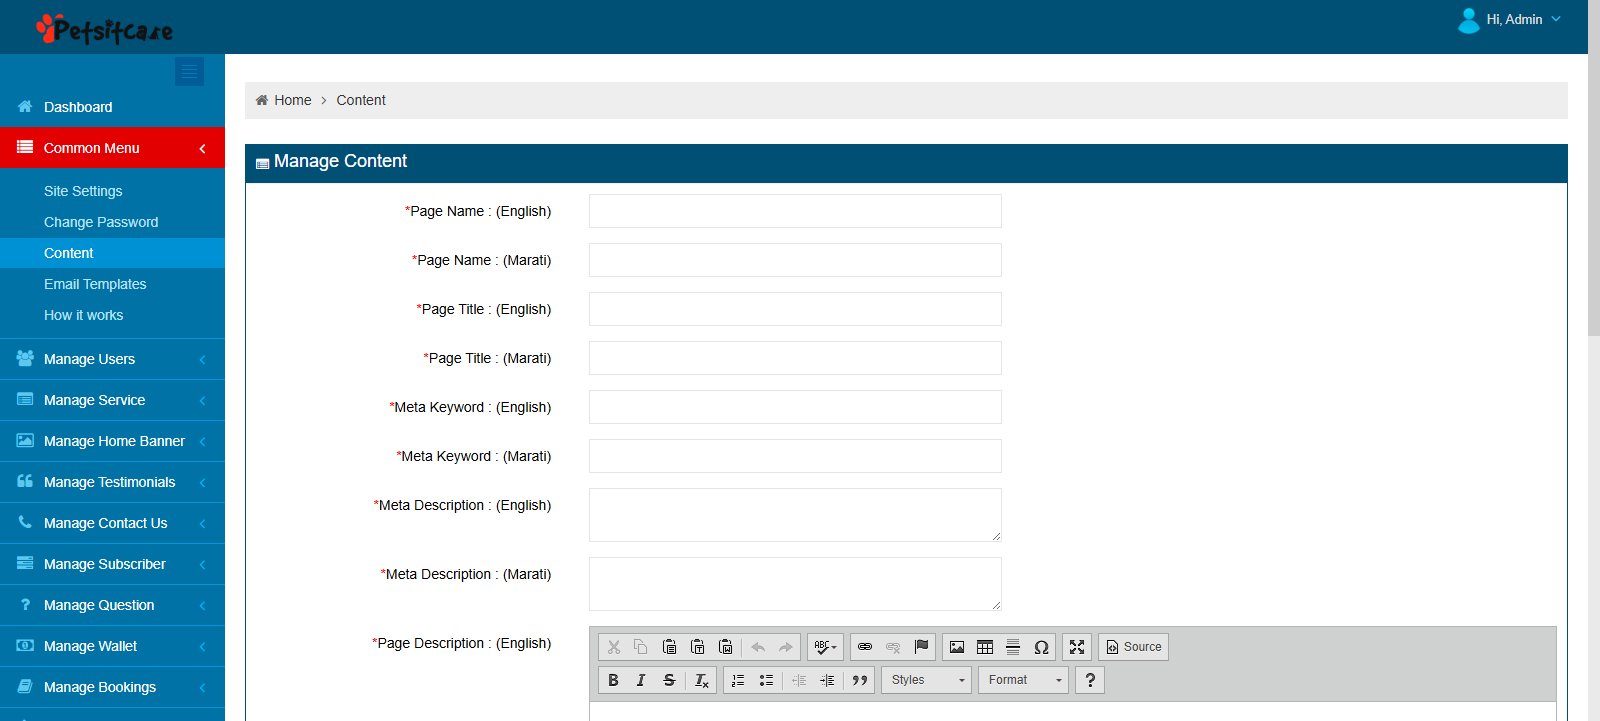 Petsitcare
Hi, Admin
Dashboard
Common Menu
Site Settings
Change Password
Content
Email Templates
How it works
Manage Users
Manage Service
Manage Home Banner
Manage Testimonials
Manage Contact Us
Manage Subscriber
Manage Question
Manage Wallet
Manage Bookings
Home > Content
Manage Content
*Page Name : (English)
*Page Name : (Marati)
*Page Title : (English)
*Page Title : (Marati)
*Meta Keyword : (English)
*Meta Keyword : (Marati)
*Meta Description : (English)
*Meta Description : (Marati)
*Page Description : (English)
ABC Ω Source
B I S Tx Styles Format ?